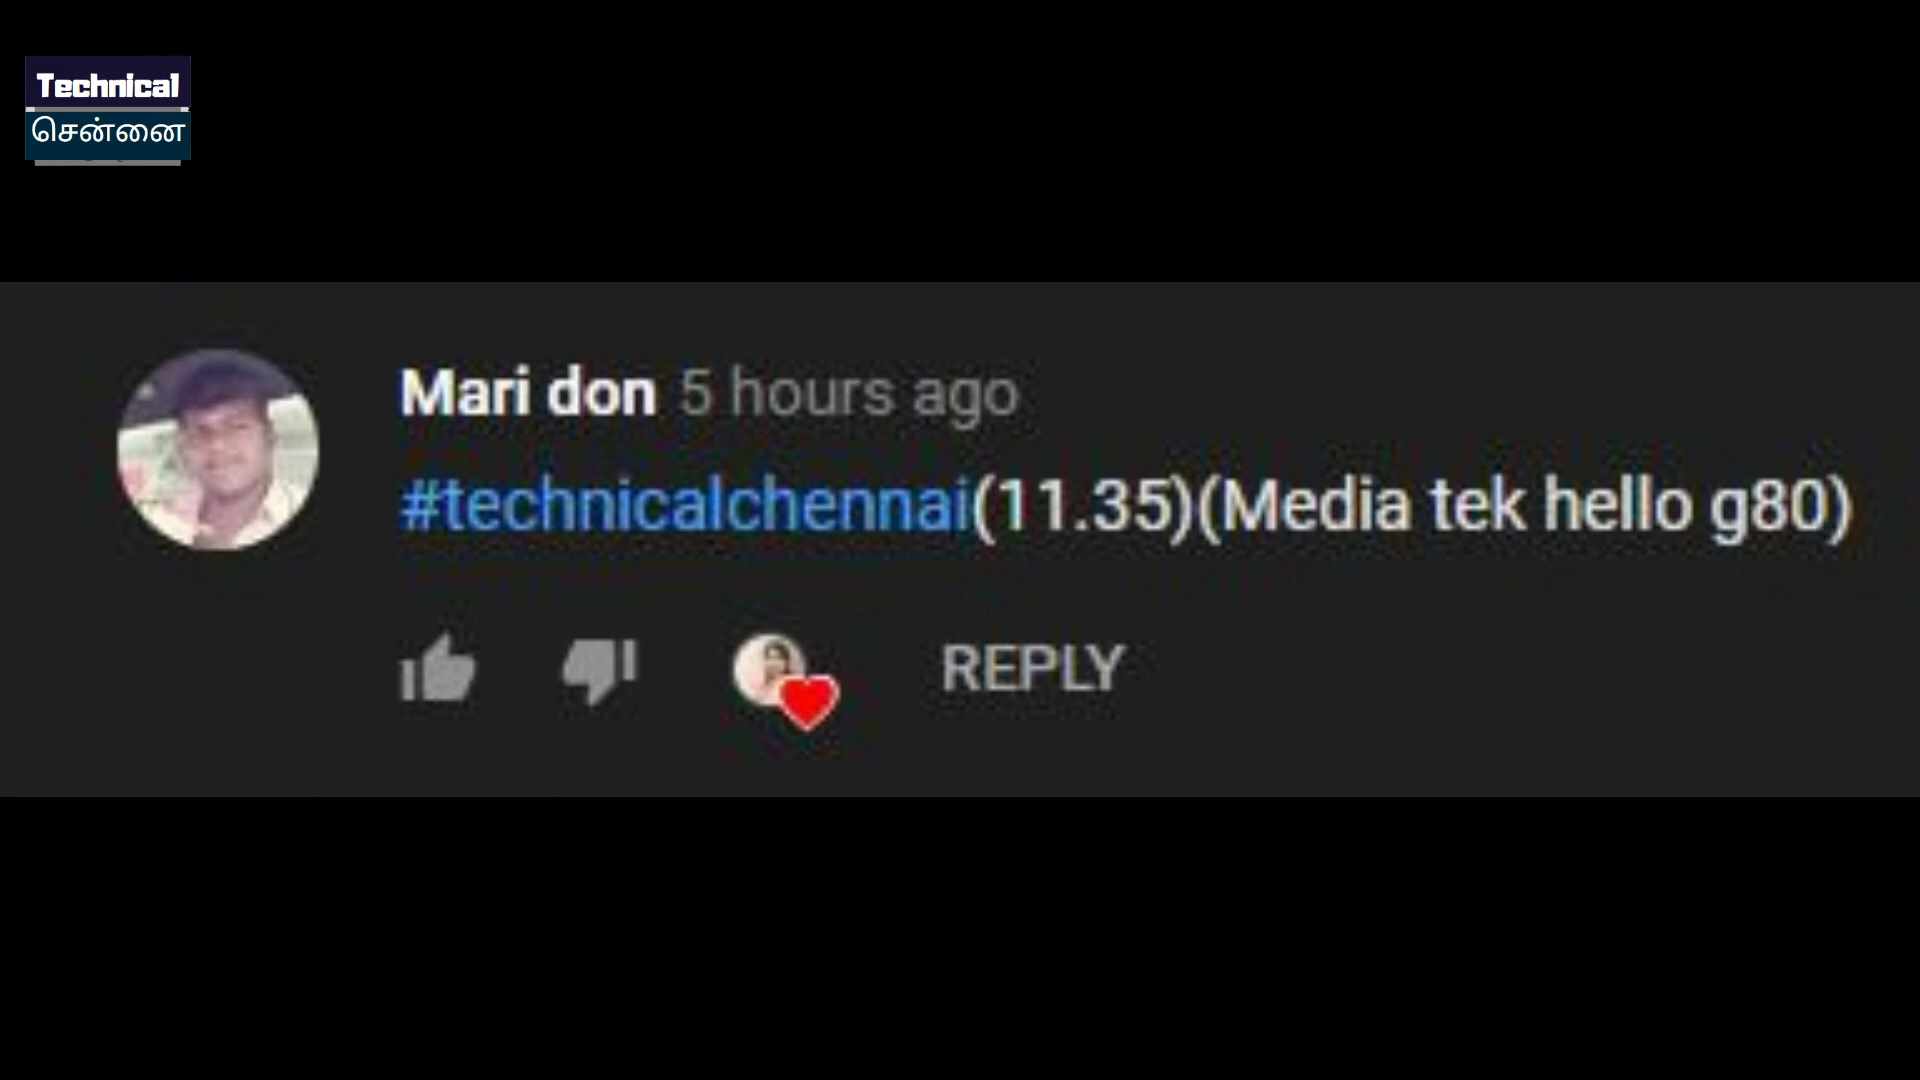 Technical
சென்னை
Mari don 5 hours ago
#technicalchennai(11.35)(Media tek hello g80)
REPLY